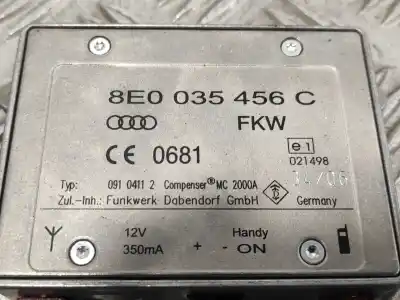 8E0 035 456 C
FKW
CE 0681
e1
021498
14/06
Typ: 091 0411 2 Compenser® MC 2000A
Zul.-Inh.: Funkwerk Dabendorf GmbH Germany
12V Handy
350mA + - ON